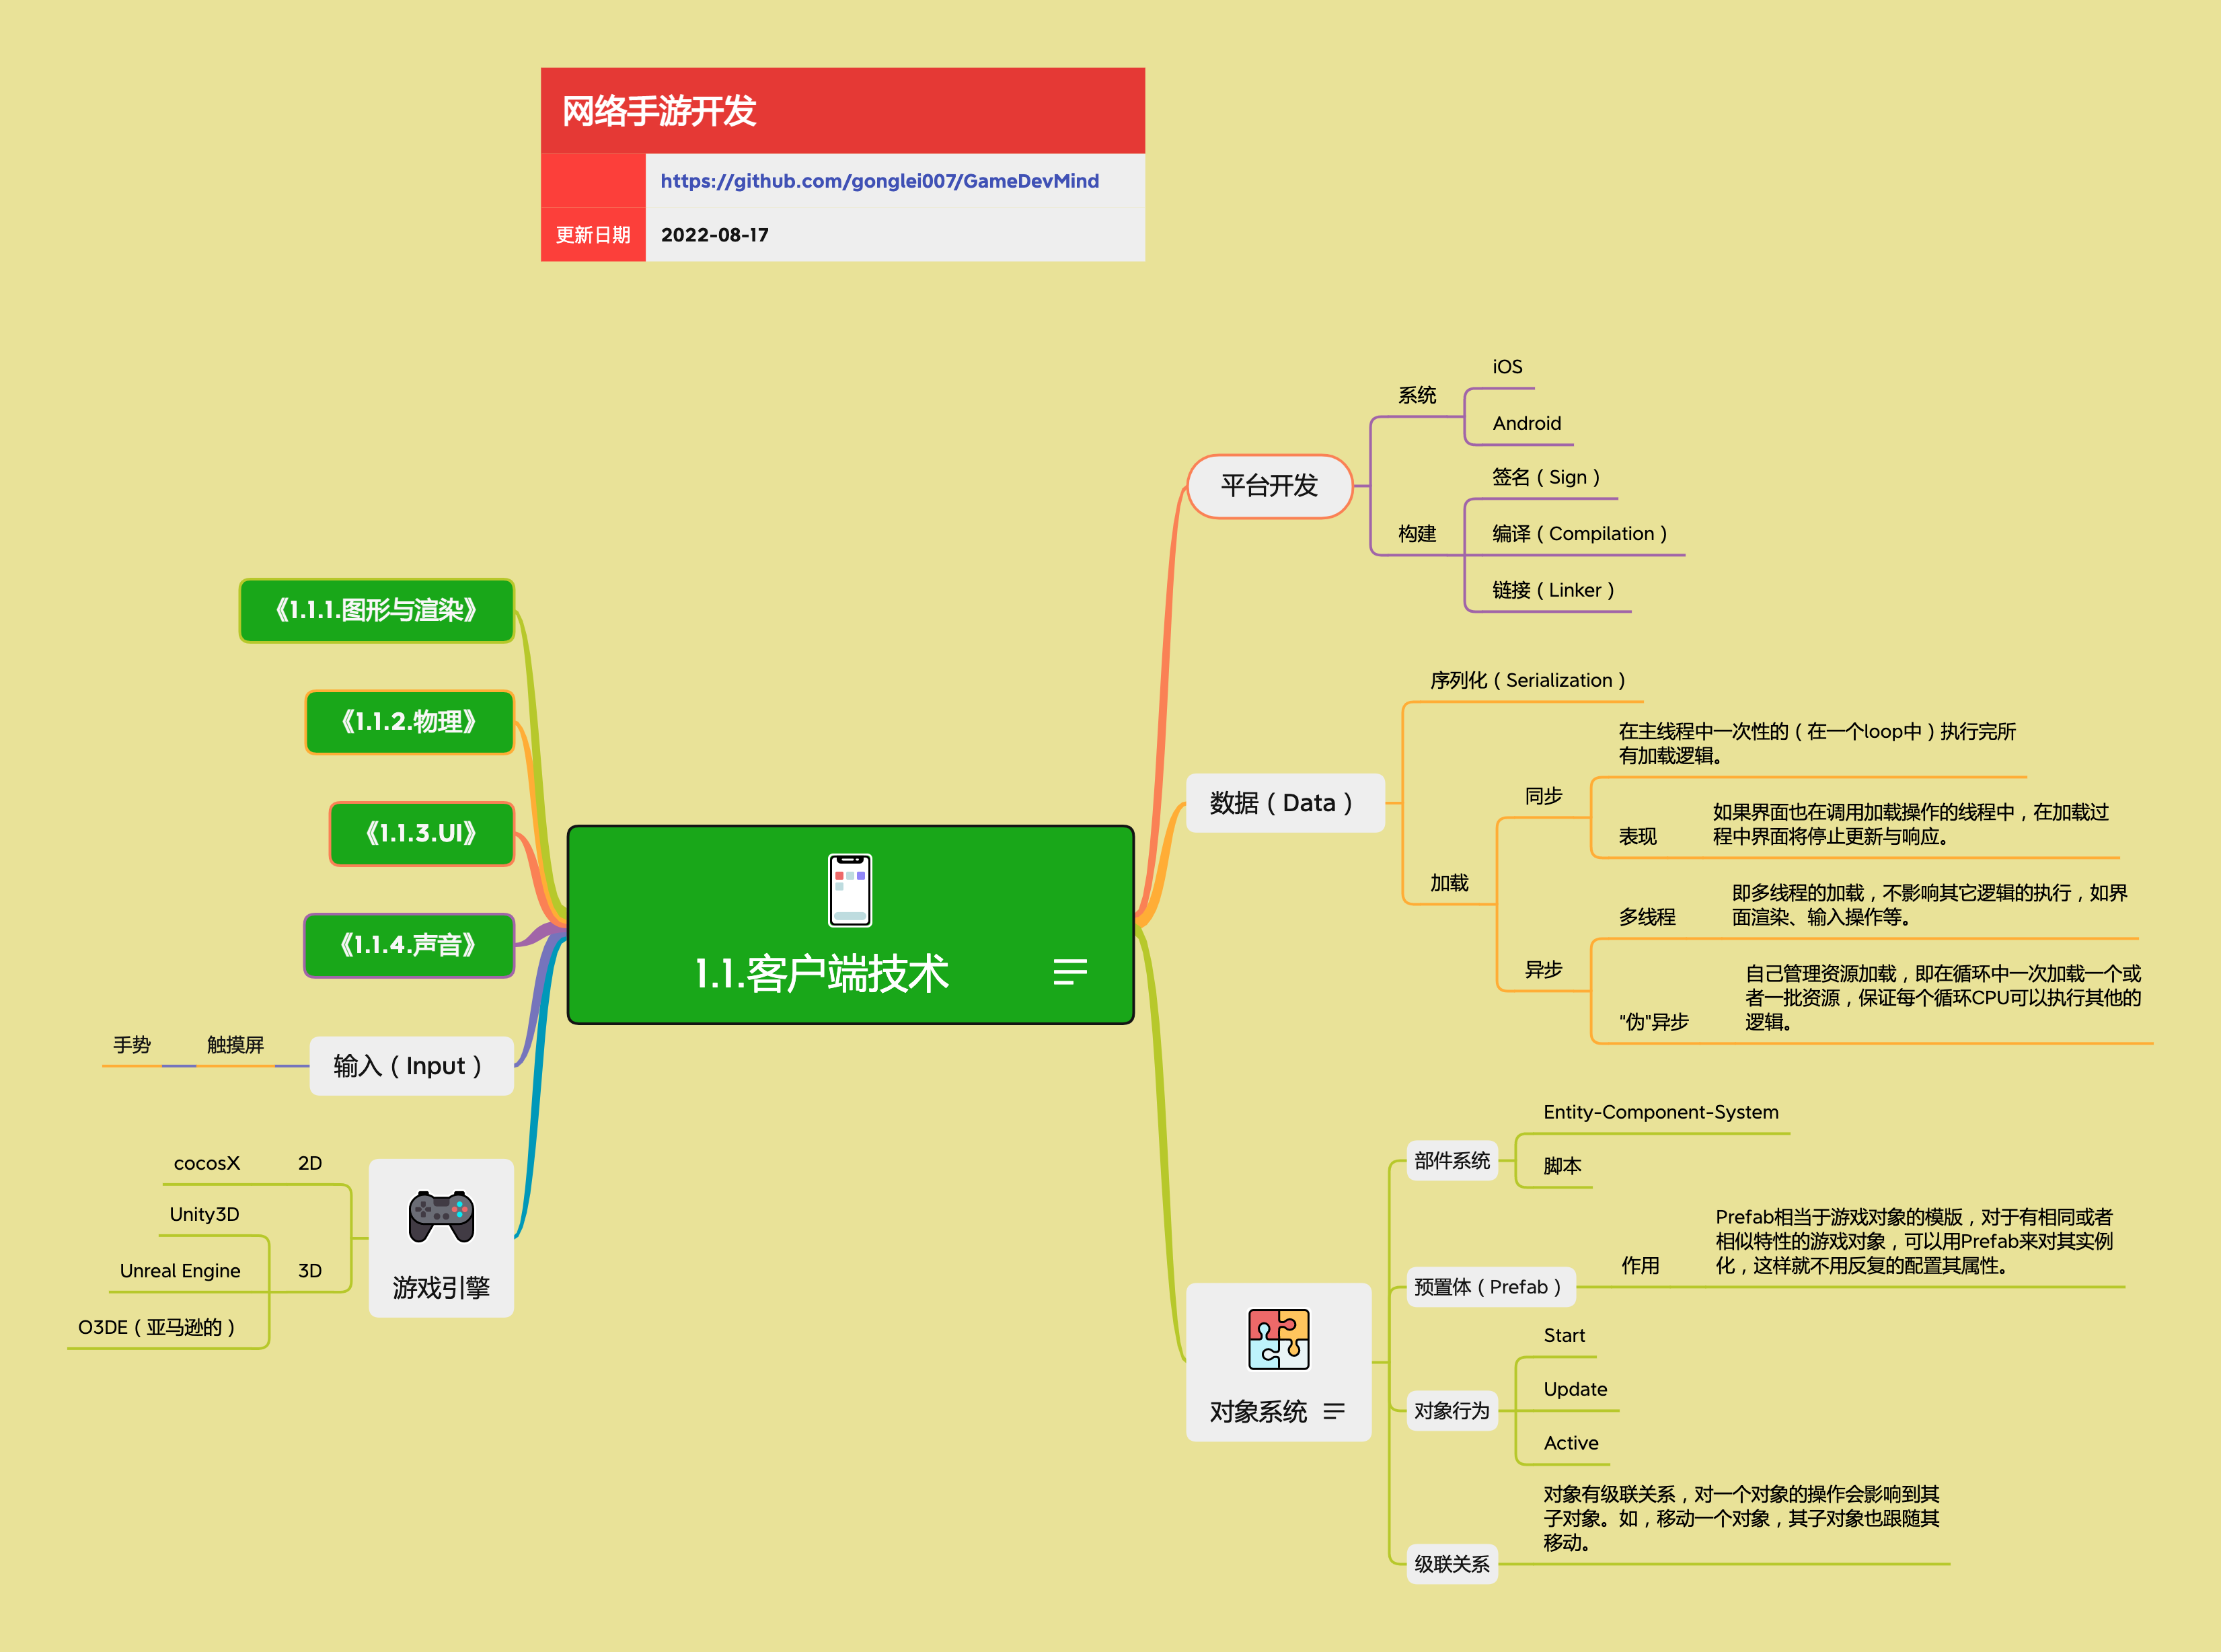 网络手游开发
https://github.com/gonglei007/GameDevMind
更新日期
2022-08-17
1.1.客户端技术
《1.1.1.图形与渲染》
《1.1.2.物理》
《1.1.3.UI》
《1.1.4.声音》
输入（Input）
触摸屏
手势
游戏引擎
2D
cocosX
3D
Unity3D
Unreal Engine
O3DE（亚马逊的）
平台开发
系统
iOS
Android
构建
签名（Sign）
编译（Compilation）
链接（Linker）
数据（Data）
序列化（Serialization）
加载
同步
在主线程中一次性的（在一个loop中）执行完所
有加载逻辑。
表现
如果界面也在调用加载操作的线程中，在加载过
程中界面将停止更新与响应。
异步
多线程
即多线程的加载，不影响其它逻辑的执行，如界
面渲染、输入操作等。
"伪"异步
自己管理资源加载，即在循环中一次加载一个或
者一批资源，保证每个循环CPU可以执行其他的
逻辑。
对象系统
部件系统
Entity-Component-System
脚本
预置体（Prefab）
作用
Prefab相当于游戏对象的模版，对于有相同或者
相似特性的游戏对象，可以用Prefab来对其实例
化，这样就不用反复的配置其属性。
对象行为
Start
Update
Active
级联关系
对象有级联关系，对一个对象的操作会影响到其
子对象。如，移动一个对象，其子对象也跟随其
移动。